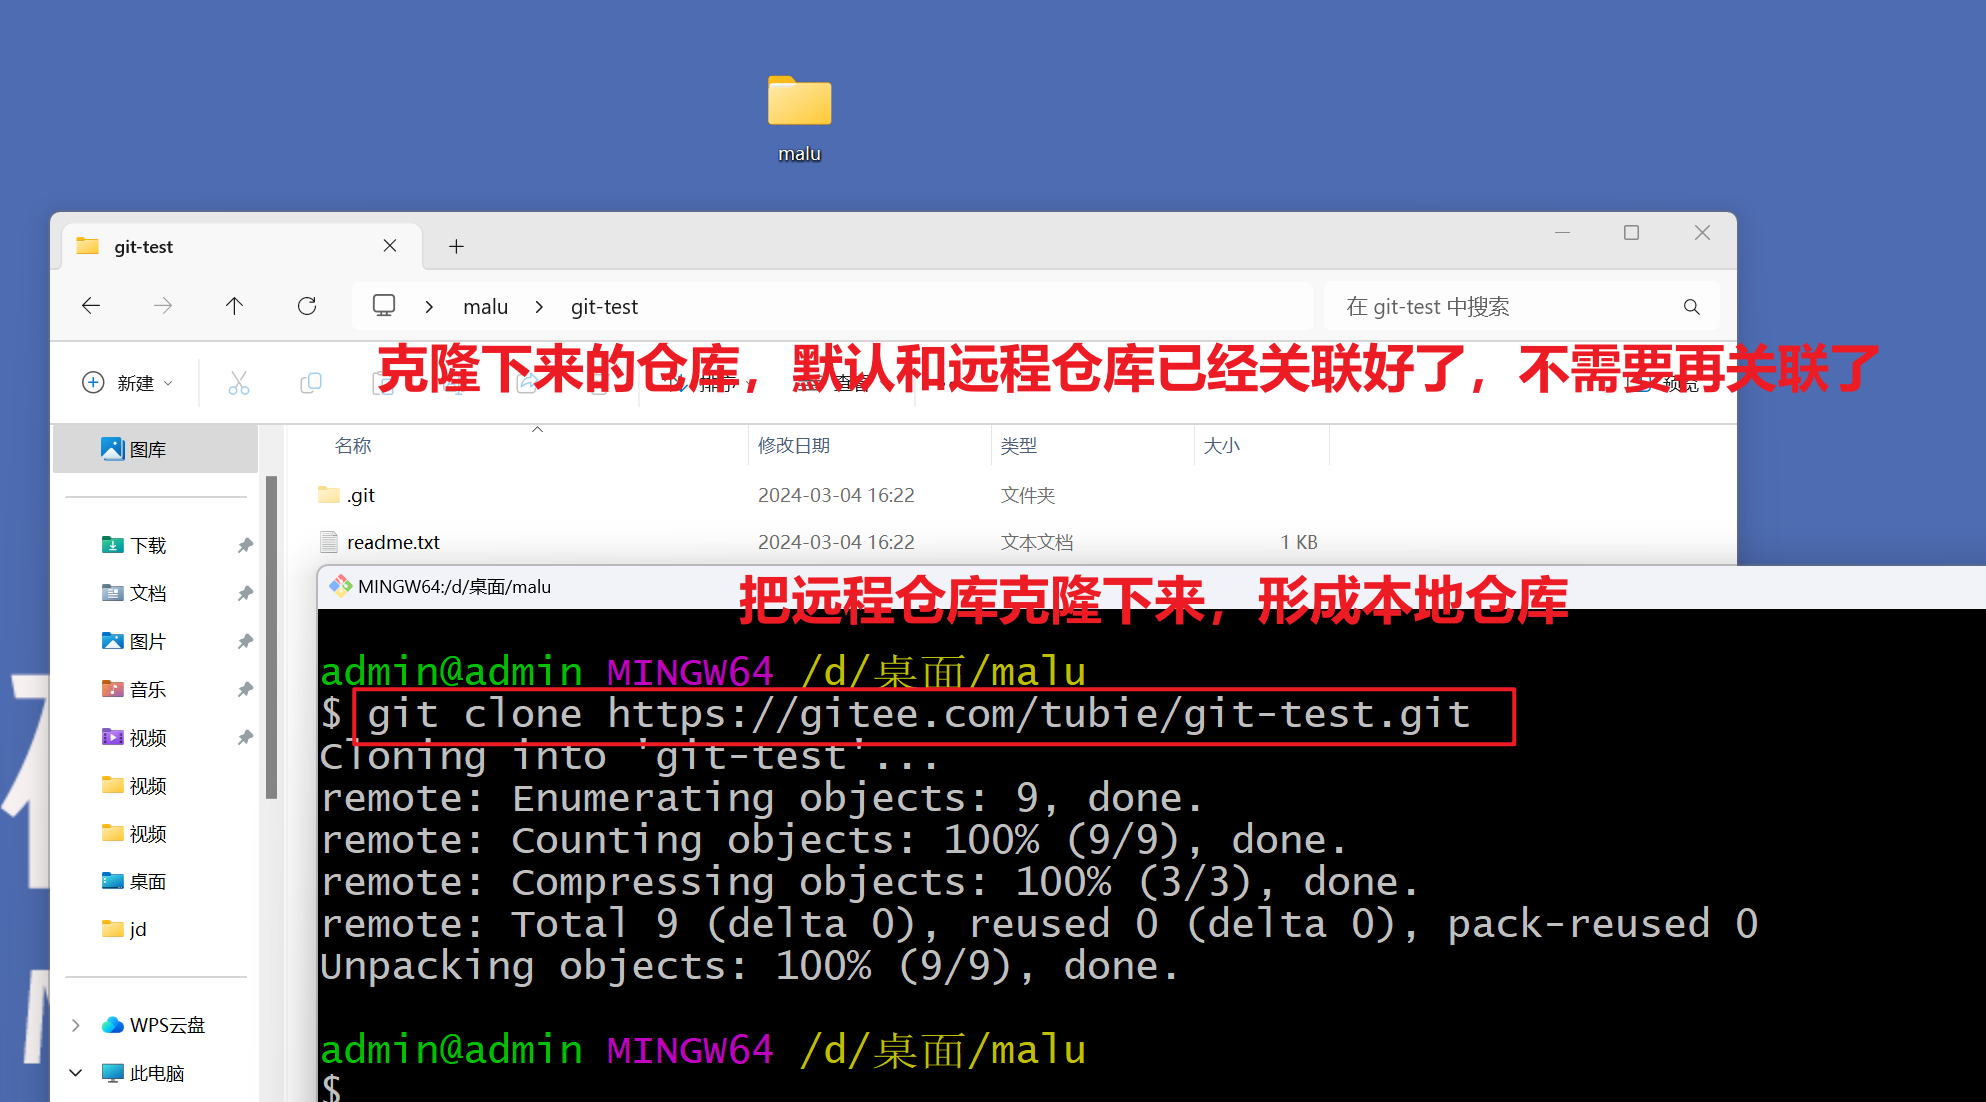 malu
git-test
malu
git-test
在 git-test 中搜索
克隆下来的仓库，默认和远程仓库已经关联好了，不需要再关联了
新建
排序
查看
预览
名称
修改日期
类型
大小
图库
.git
2024-03-04 16:22
文件夹
readme.txt
2024-03-04 16:22
文本文档
1 KB
下载
文档
图片
音乐
视频
视频
视频
桌面
jd
WPS云盘
此电脑
MINGW64:/d/桌面/malu
把远程仓库克隆下来，形成本地仓库
admin@admin MINGW64 /d/桌面/malu
$ git clone https://gitee.com/tubie/git-test.git
Cloning into 'git-test'...
remote: Enumerating objects: 9, done.
remote: Counting objects: 100% (9/9), done.
remote: Compressing objects: 100% (3/3), done.
remote: Total 9 (delta 0), reused 0 (delta 0), pack-reused 0
Unpacking objects: 100% (9/9), done.
admin@admin MINGW64 /d/桌面/malu
$